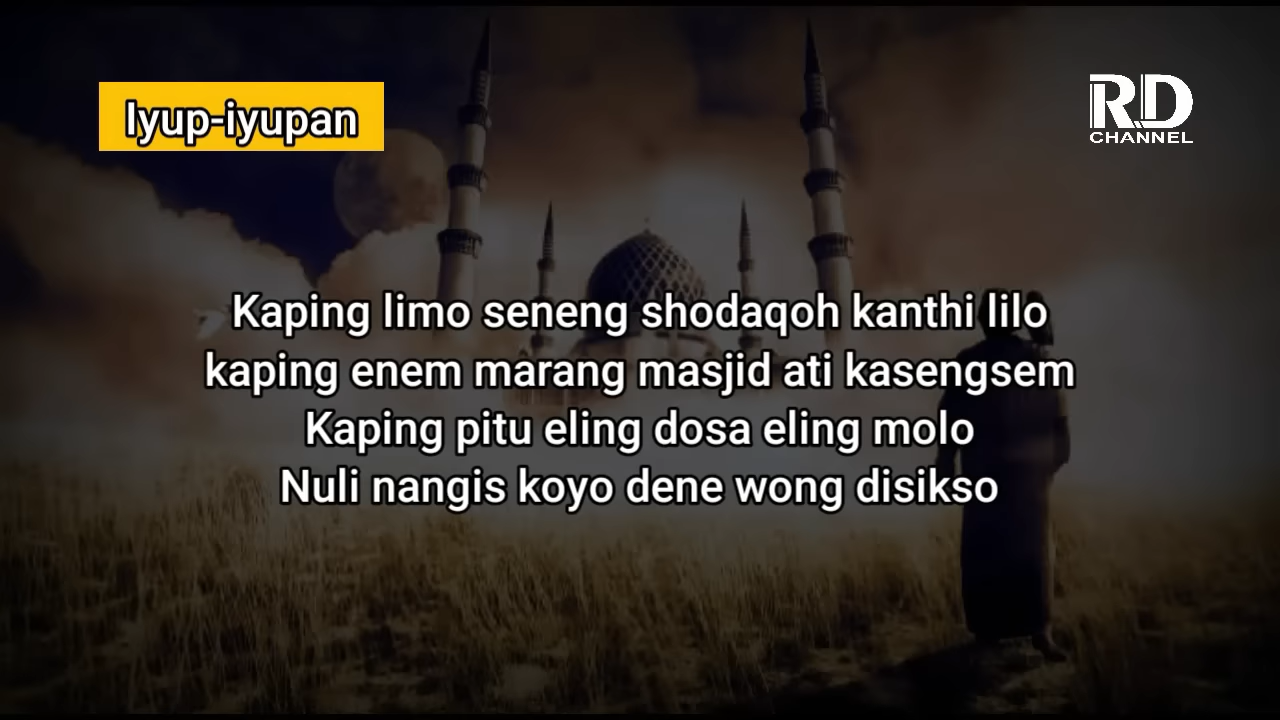 Iyup-iyupan
RD
CHANNEL
Kaping limo seneng shodaqoh kanthi lilo
kaping enem marang masjid ati kasengsem
Kaping pitu eling dosa eling molo
Nuli nangis koyo dene wong disikso